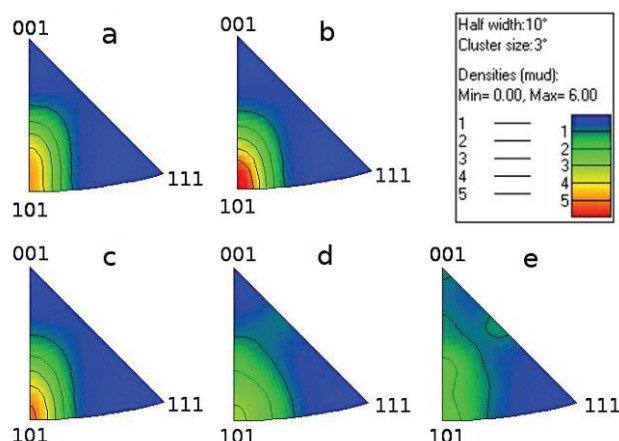 a
001
111
101
b
001
111
101
Half width:10°
Cluster size:3°
Densities (mud):
Min= 0.00, Max= 6.00
1 1
2 2
3 3
4 4
5 5
c
001
111
101
d
001
111
101
e
001
111
101